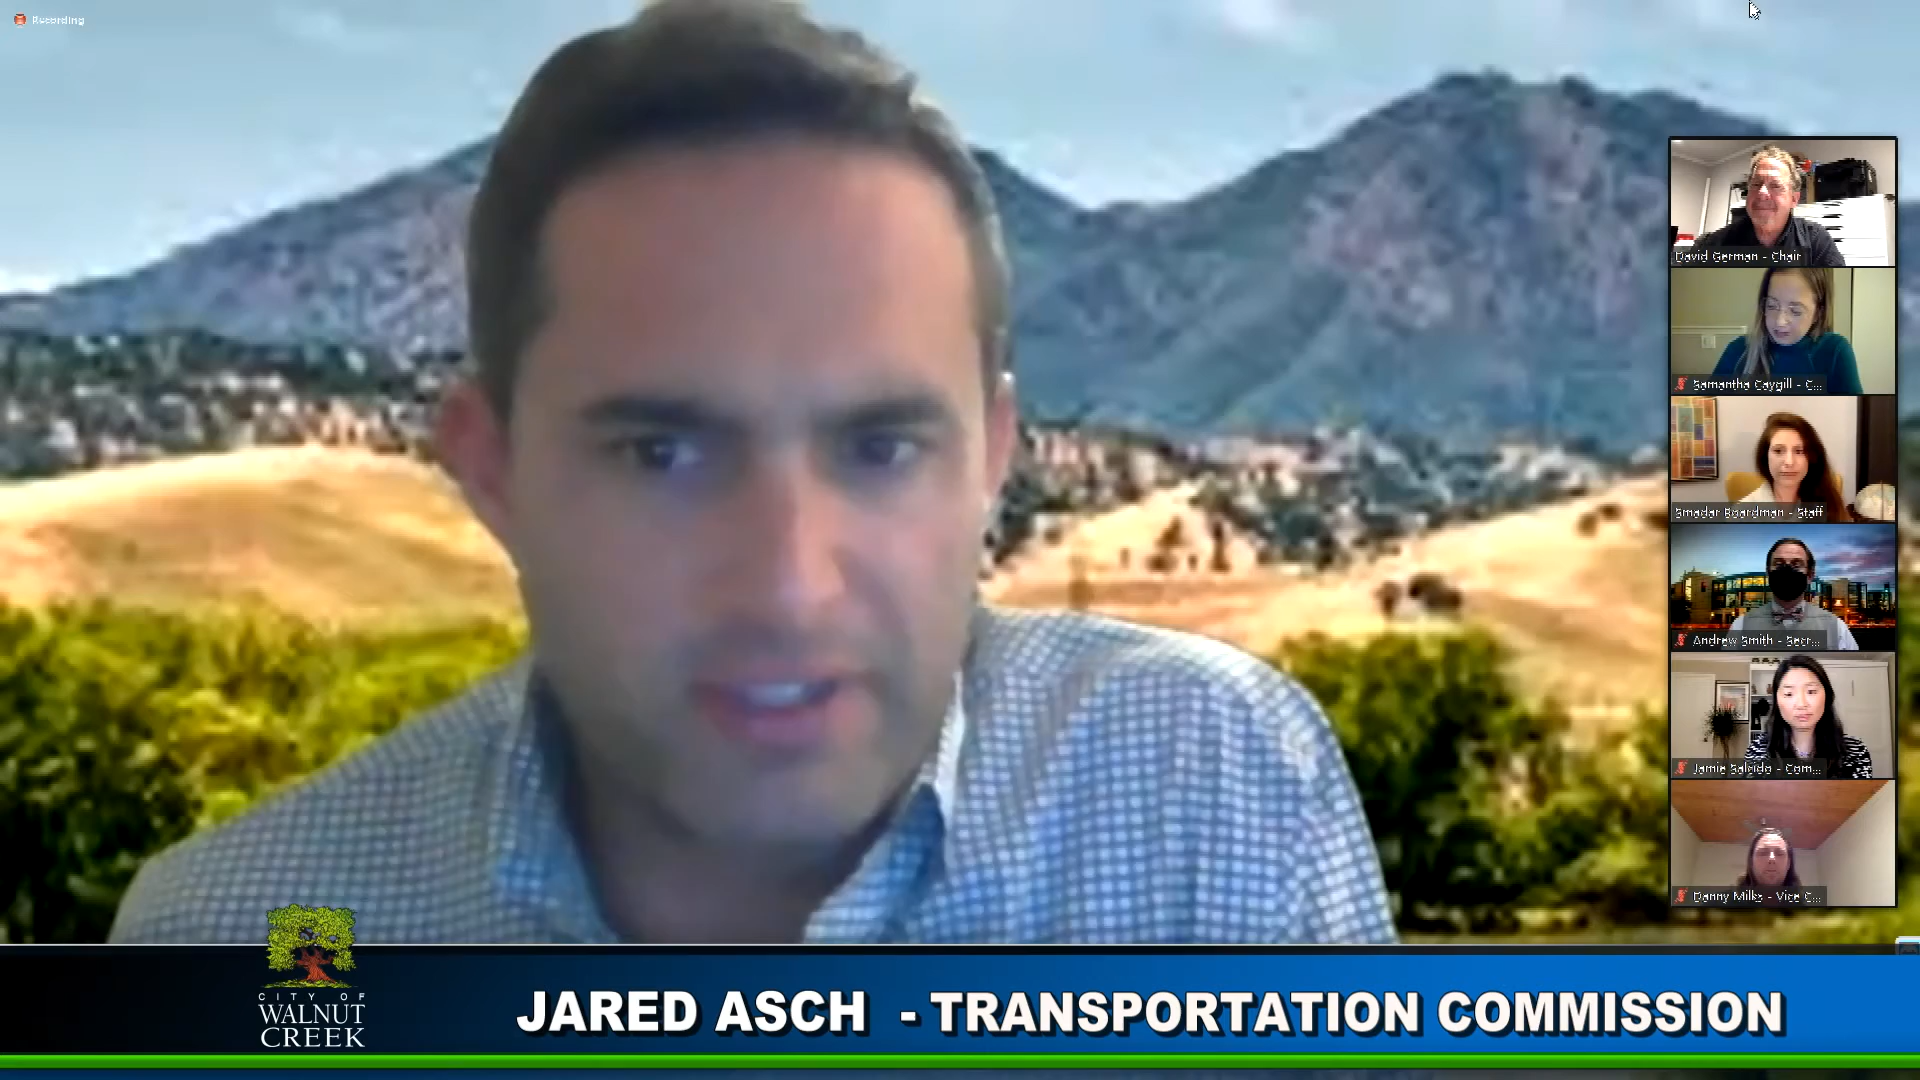 Recording
David German - Chair
Samantha Caygill - C...
Smadar Boardman - Staff
Andrew Smith - Secr...
Jamie Salcido - Com...
Danny Milks - Vice C...
CITY OF
WALNUT
CREEK
JARED ASCH - TRANSPORTATION COMMISSION